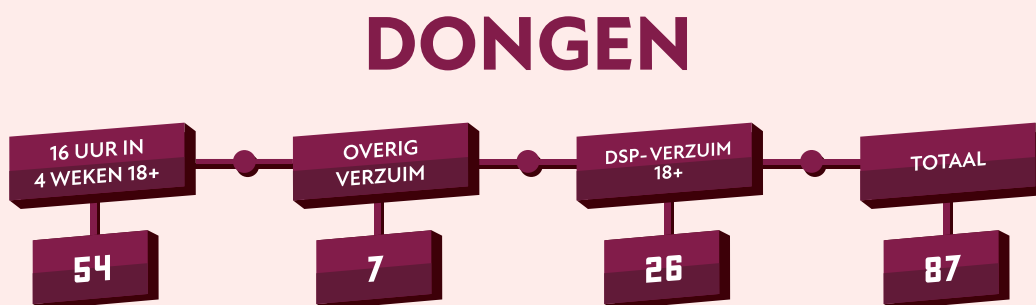 DONGEN
16 UUR IN
4 WEKEN 18+
OVERIG
VERZUIM
DSP-VERZUIM
18+
TOTAAL
54
7
26
87